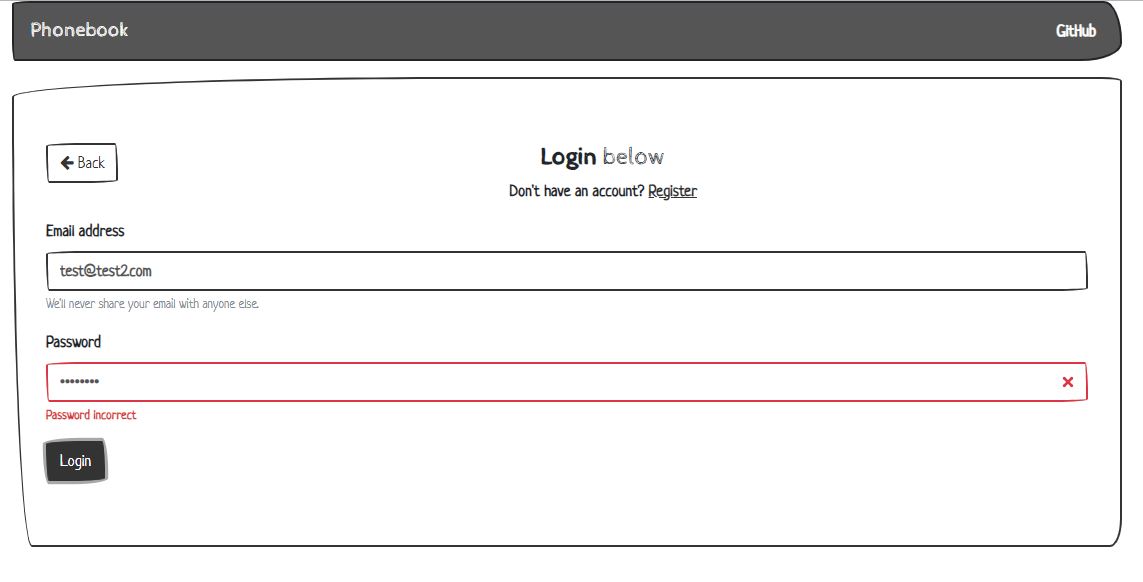 Phonebook GitHub
Back
Login below
Don't have an account? Register
Email address
test@test2.com
We'll never share your email with anyone else.
Password
••••••••
Password incorrect
Login